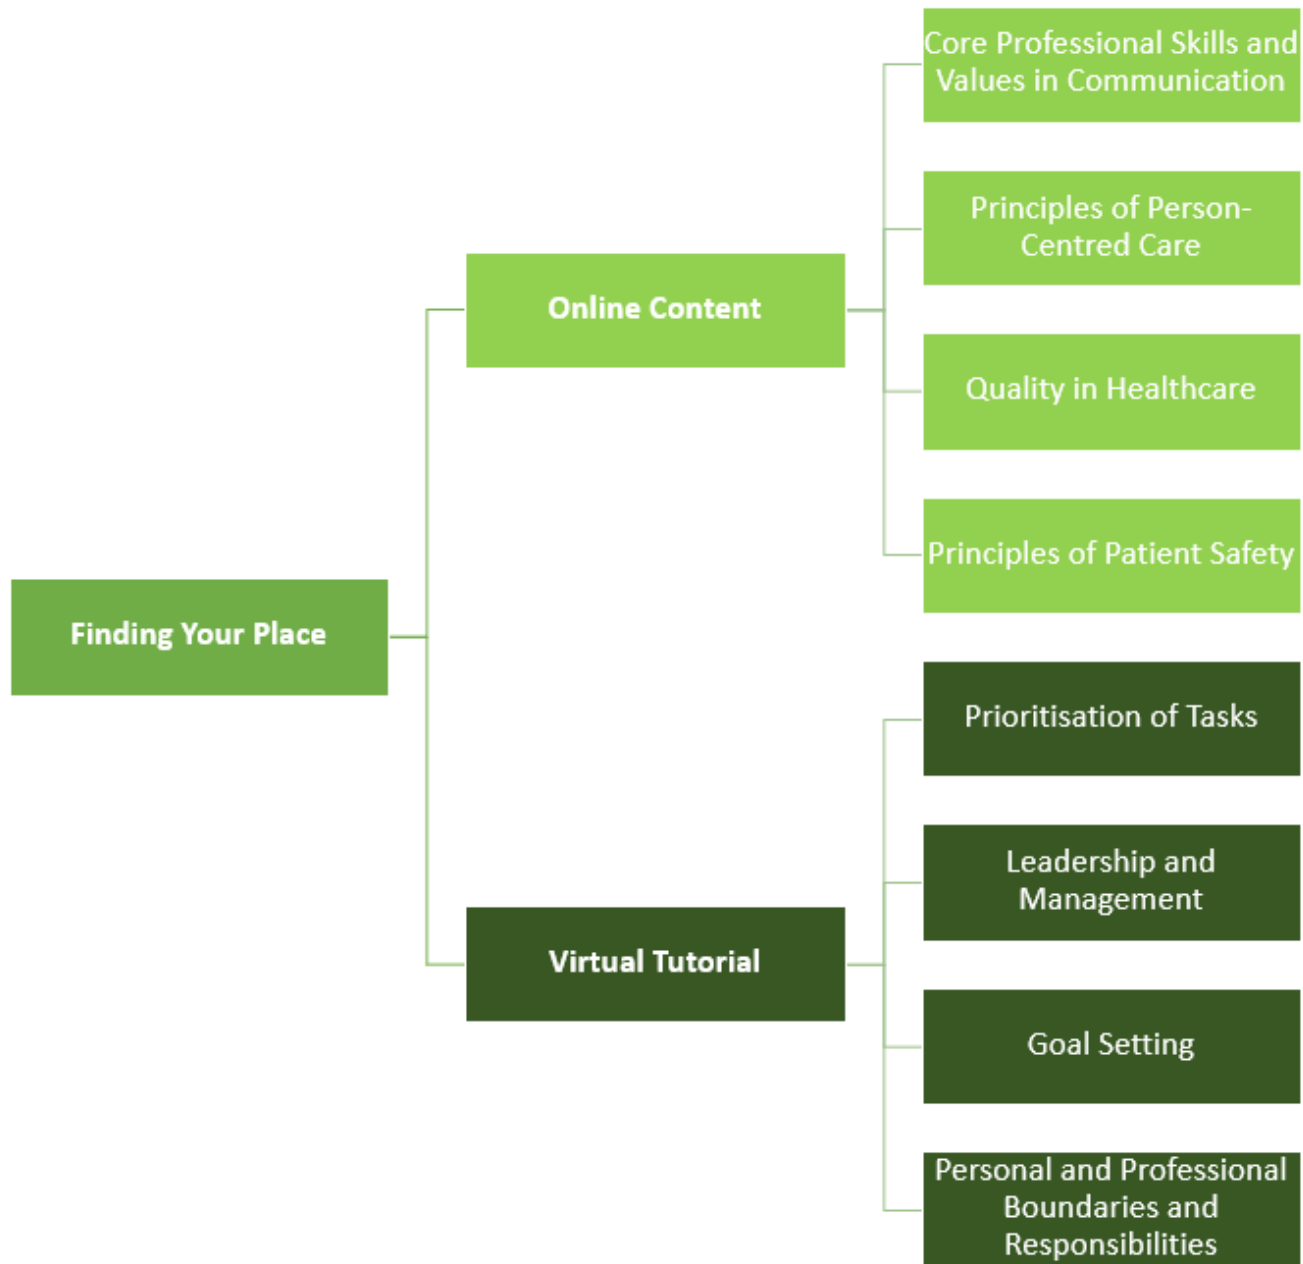 Core Professional Skills and
Values in Communication
Principles of Person-
Centred Care
Online Content
Quality in Healthcare
Principles of Patient Safety
Finding Your Place
Prioritisation of Tasks
Leadership and
Management
Virtual Tutorial
Goal Setting
Personal and Professional
Boundaries and
Responsibilities